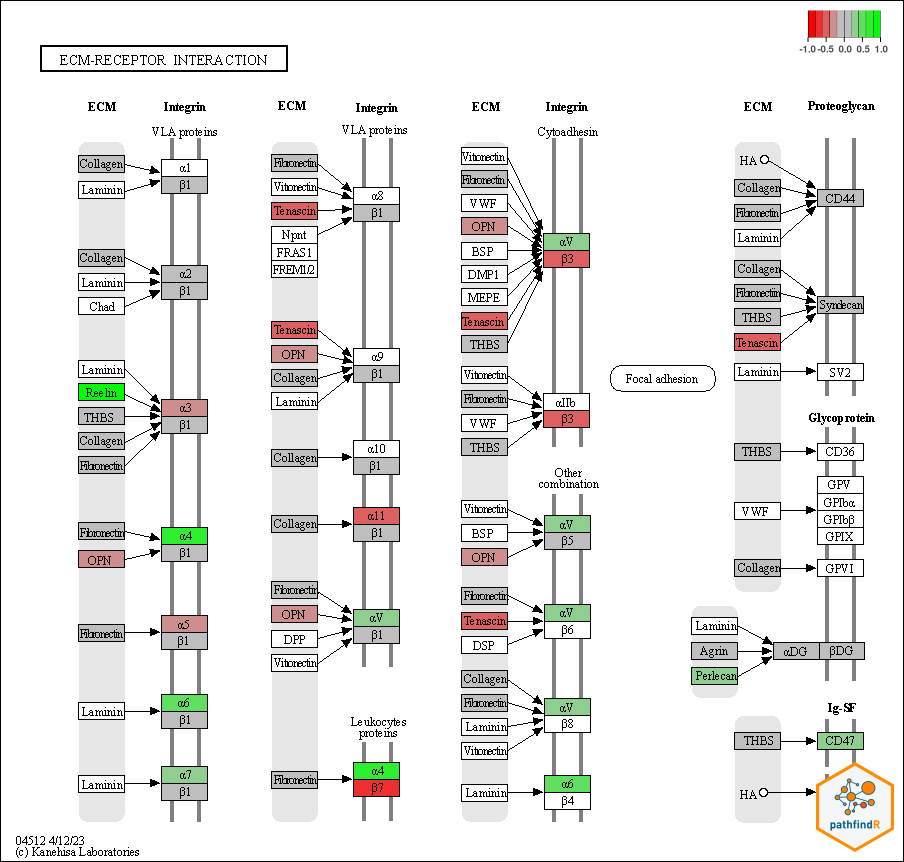 -1.0 -0.5 0.0 0.5 1.0
ECM-RECEPTOR INTERACTION
ECM
Integrin
VLA proteins
Collagen
Laminin
α1
β1
Collagen
Laminin
Chad
α2
β1
Laminin
Reelin
THBS
Collagen
Fibronectin
α3
β1
Fibronectin
OPN
α4
β1
Fibronectin
α5
β1
Laminin
α6
β1
Laminin
α7
β1
ECM
Integrin
VLA proteins
Fibronectin
Vitronectin
Tenascin
Npnt
FRAS1
FREM1/2
α8
β1
Tenascin
OPN
Collagen
Laminin
α9
β1
Collagen
α10
β1
Collagen
α11
β1
Fibronectin
OPN
DPP
Vitronectin
αV
β1
Leukocytes
proteins
Fibronectin
α4
β7
ECM
Integrin
Cytoadhesin
Vitronectin
Fibronectin
VWF
OPN
BSP
DMP1
MEPE
Tenascin
THBS
αV
β3
Vitronectin
Fibronectin
VWF
THBS
αIIb
β3
Other
combination
Vitronectin
BSP
OPN
αV
β5
Fibronectin
Tenascin
DSP
αV
β6
Collagen
Fibronectin
Laminin
Vitronectin
αV
β8
Laminin
α6
β4
Focal adhesion
ECM
Proteoglycan
HA
Collagen
Fibronectin
Laminin
CD44
Collagen
Fibronectin
THBS
Tenascin
Syndecan
Laminin
SV2
Glycoprotein
THBS
CD36
VWF
GPV
GPIbα
GPIbβ
GPIX
Collagen
GPVI
Laminin
Agrin
Perlecan
αDG
βDG
Ig-SF
THBS
CD47
HA
pathfindR
04512 4/12/23
(c) Kanehisa Laboratories